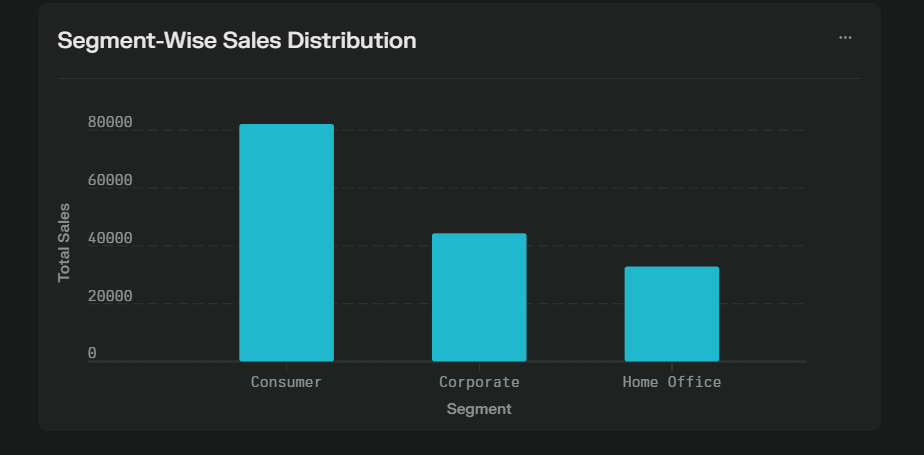 Segment-Wise Sales Distribution
80000
60000
40000
20000
0
Total Sales
Consumer
Corporate
Home Office
Segment